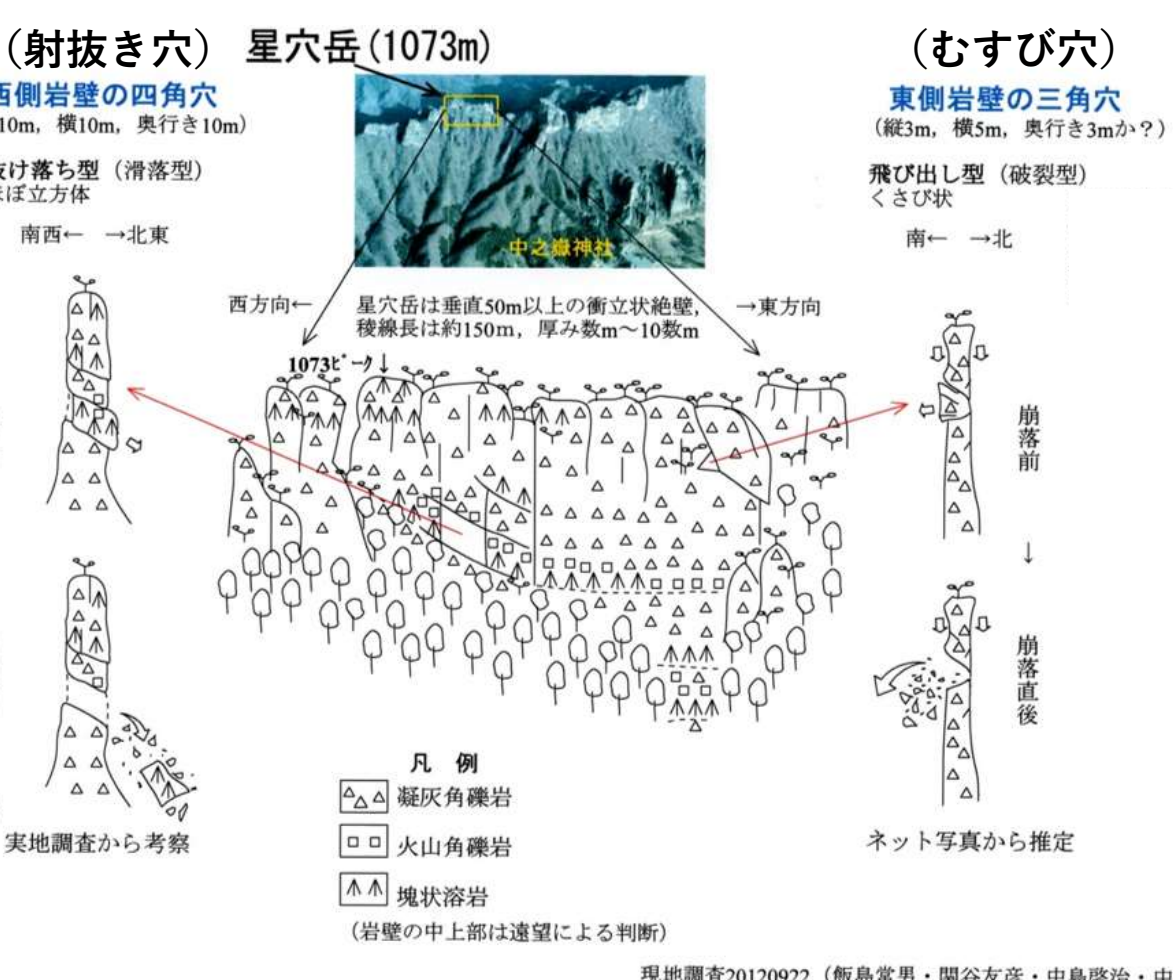 (射抜き穴)
星穴岳(1073m)
(むすび穴)
西側岩壁の四角穴
10m, 横10m, 奥行き10m)
け落ち型(滑落型)
ぼ立方体
南西← →北東
東側岩壁の三角穴
(縦3m, 横5m, 奥行き3mか?)
飛び出し型(破裂型)
くさび状
南← →北
中之嶽神社
西方向←
星穴岳は垂直50m以上の衝立状絶壁,
稜線長は約150m, 厚み数m~10数m
→東方向
1073ピーク↓
崩落前
↓
崩落直後
凡 例
凝灰角礫岩
火山角礫岩
塊状溶岩
(岩壁の中上部は遠望による判断)
実地調査から考察
ネット写真から推定
現地調査20120922(飯島常男・関谷友彦・中島啓治・中